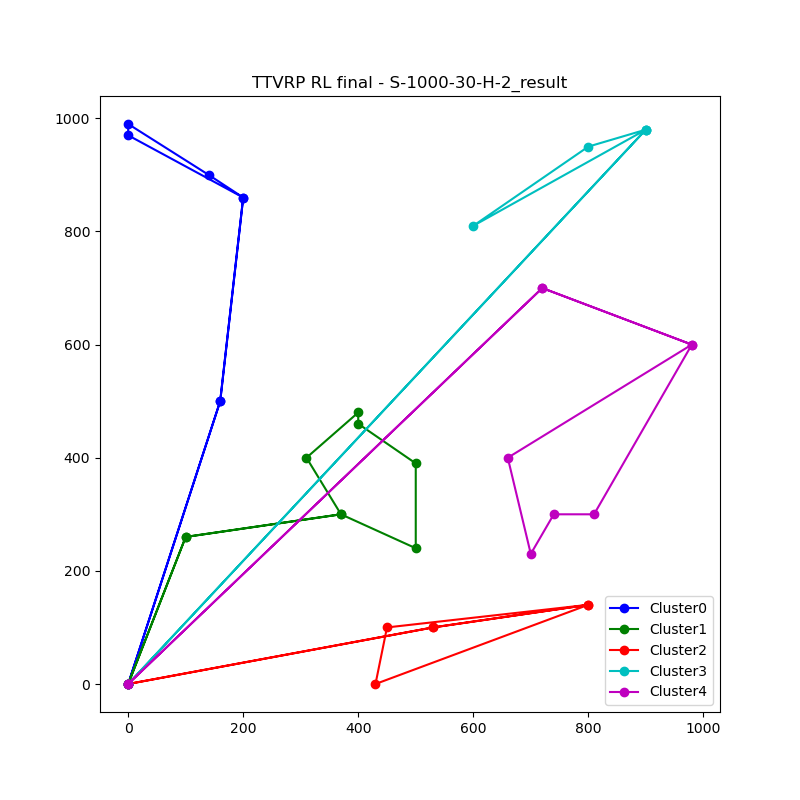 TTVRP RL final - S-1000-30-H-2_result
1000
800
600
400
200
0
0 200 400 600 800 1000
Cluster0
Cluster1
Cluster2
Cluster3
Cluster4